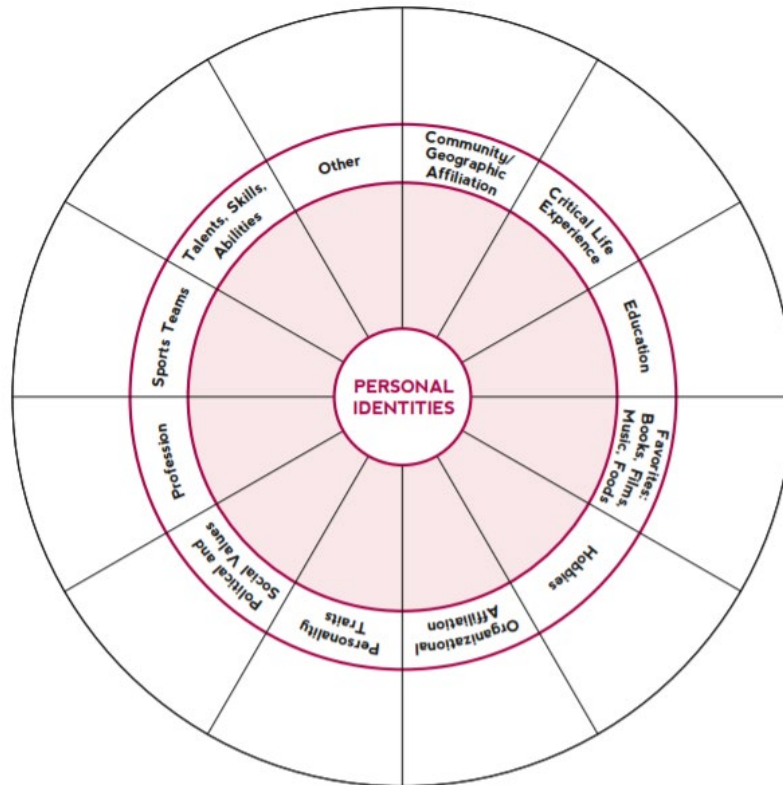 PERSONAL
IDENTITIES
Community/
Geographic
Affiliation
Critical Life
Experience
Education
Favorites:
Books, Films,
Music, Foods
Hobbies
Organizational
Affiliation
Personality
Traits
Political and
Social Values
Profession
Sports Teams
Talents, Skills,
Abilities
Other